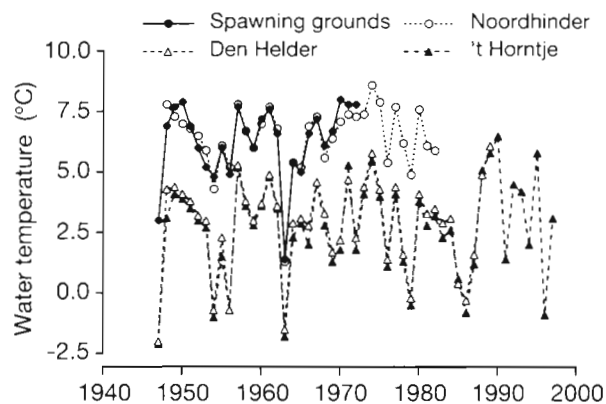 Spawning grounds Noordhinder
Den Helder 't Horntje
Water temperature (°C)
10.0
7.5
5.0
2.5
0.0
-2.5
1940 1950 1960 1970 1980 1990 2000